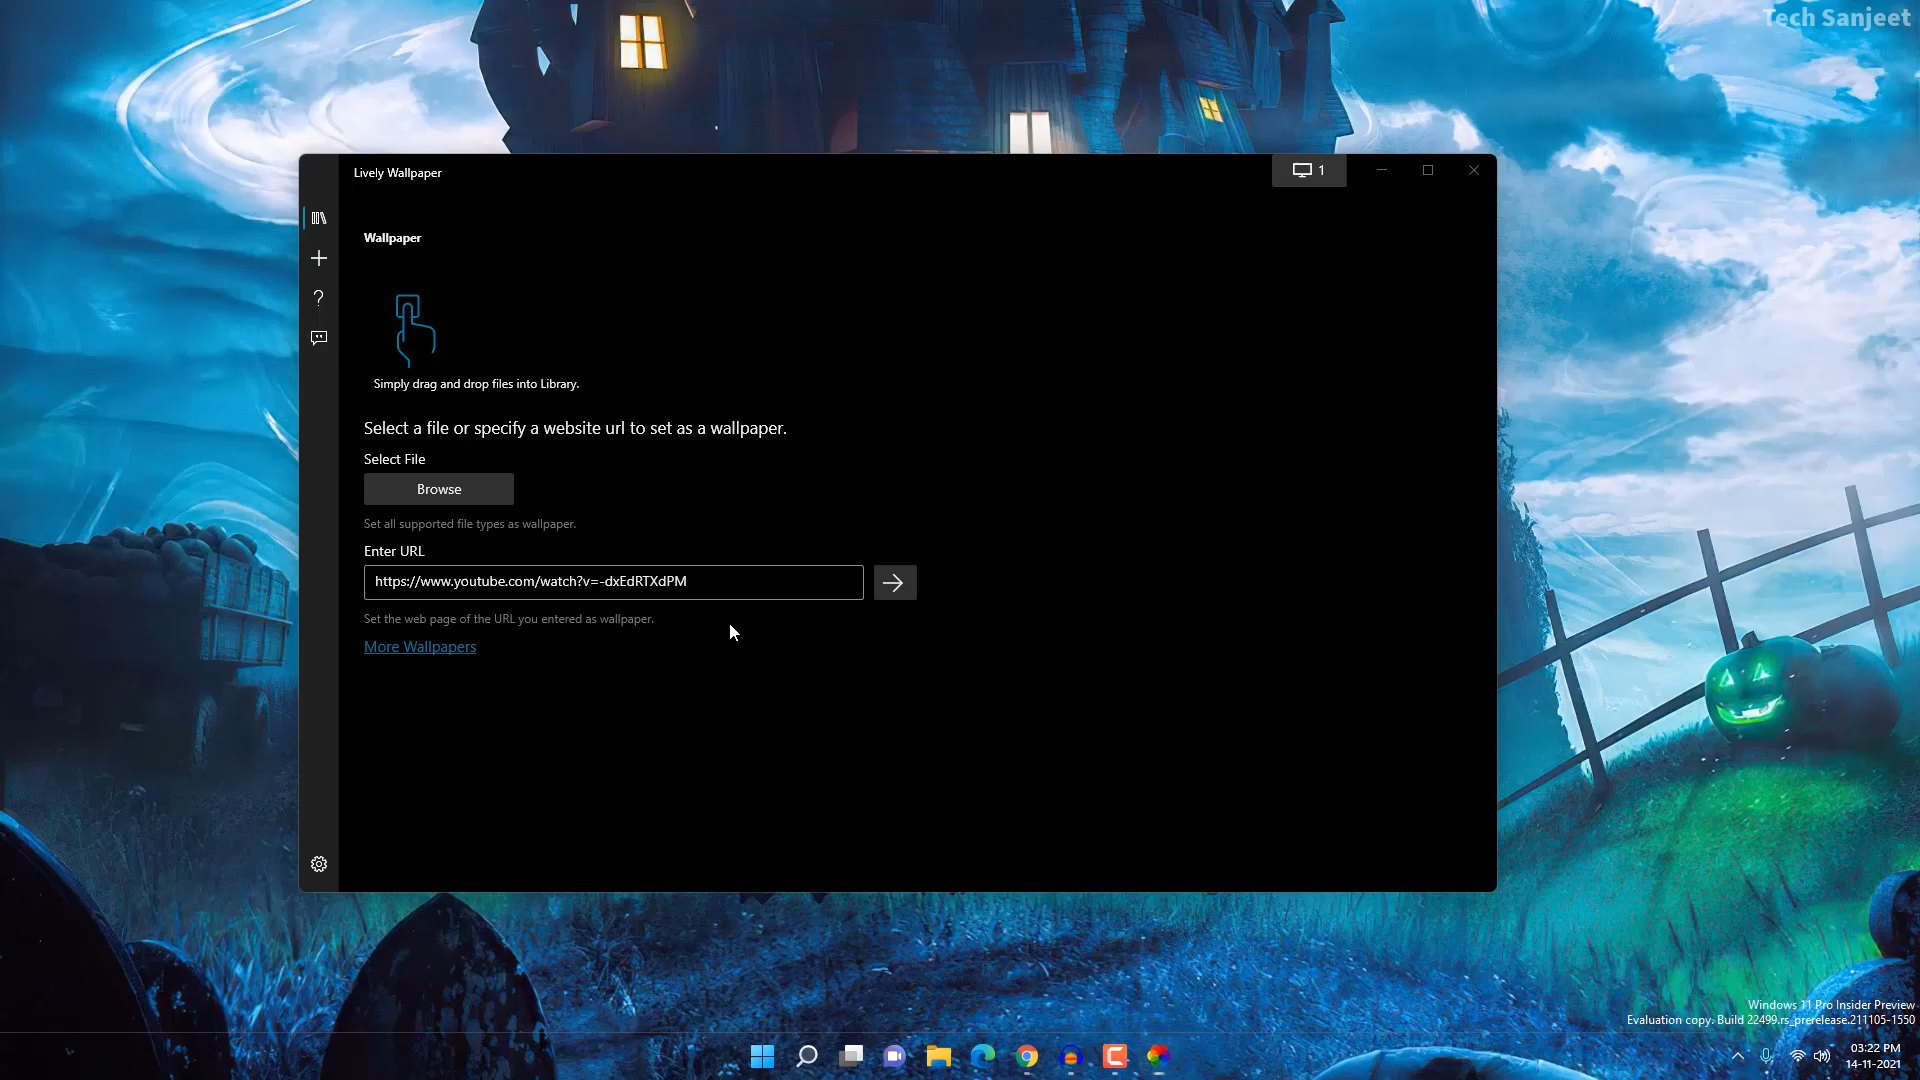 Tech Sanjeet
Lively Wallpaper
1
Wallpaper
Simply drag and drop files into Library.
Select a file or specify a website url to set as a wallpaper.
Select File
Browse
Set all supported file types as wallpaper.
Enter URL
https://www.youtube.com/watch?v=-dxEdRTXdPM
Set the web page of the URL you entered as wallpaper.
More Wallpapers
Windows 11 Pro Insider Preview
Evaluation copy. Build 22499.rs_prerelease.211105-1550
03:22 PM
14-11-2021